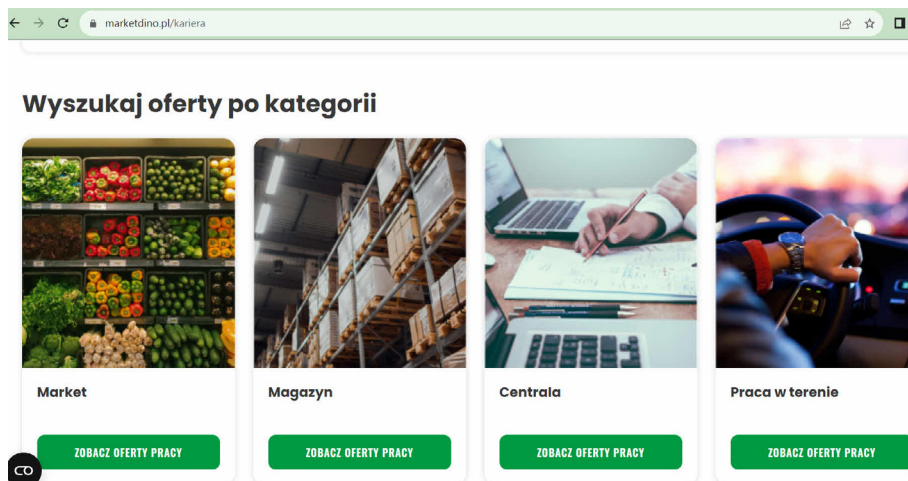 marketdino.pl/kariera
Wyszukaj oferty po kategorii
Market
Magazyn
Centrala
Praca w terenie
ZOBACZ OFERTY PRACY
ZOBACZ OFERTY PRACY
ZOBACZ OFERTY PRACY
ZOBACZ OFERTY PRACY